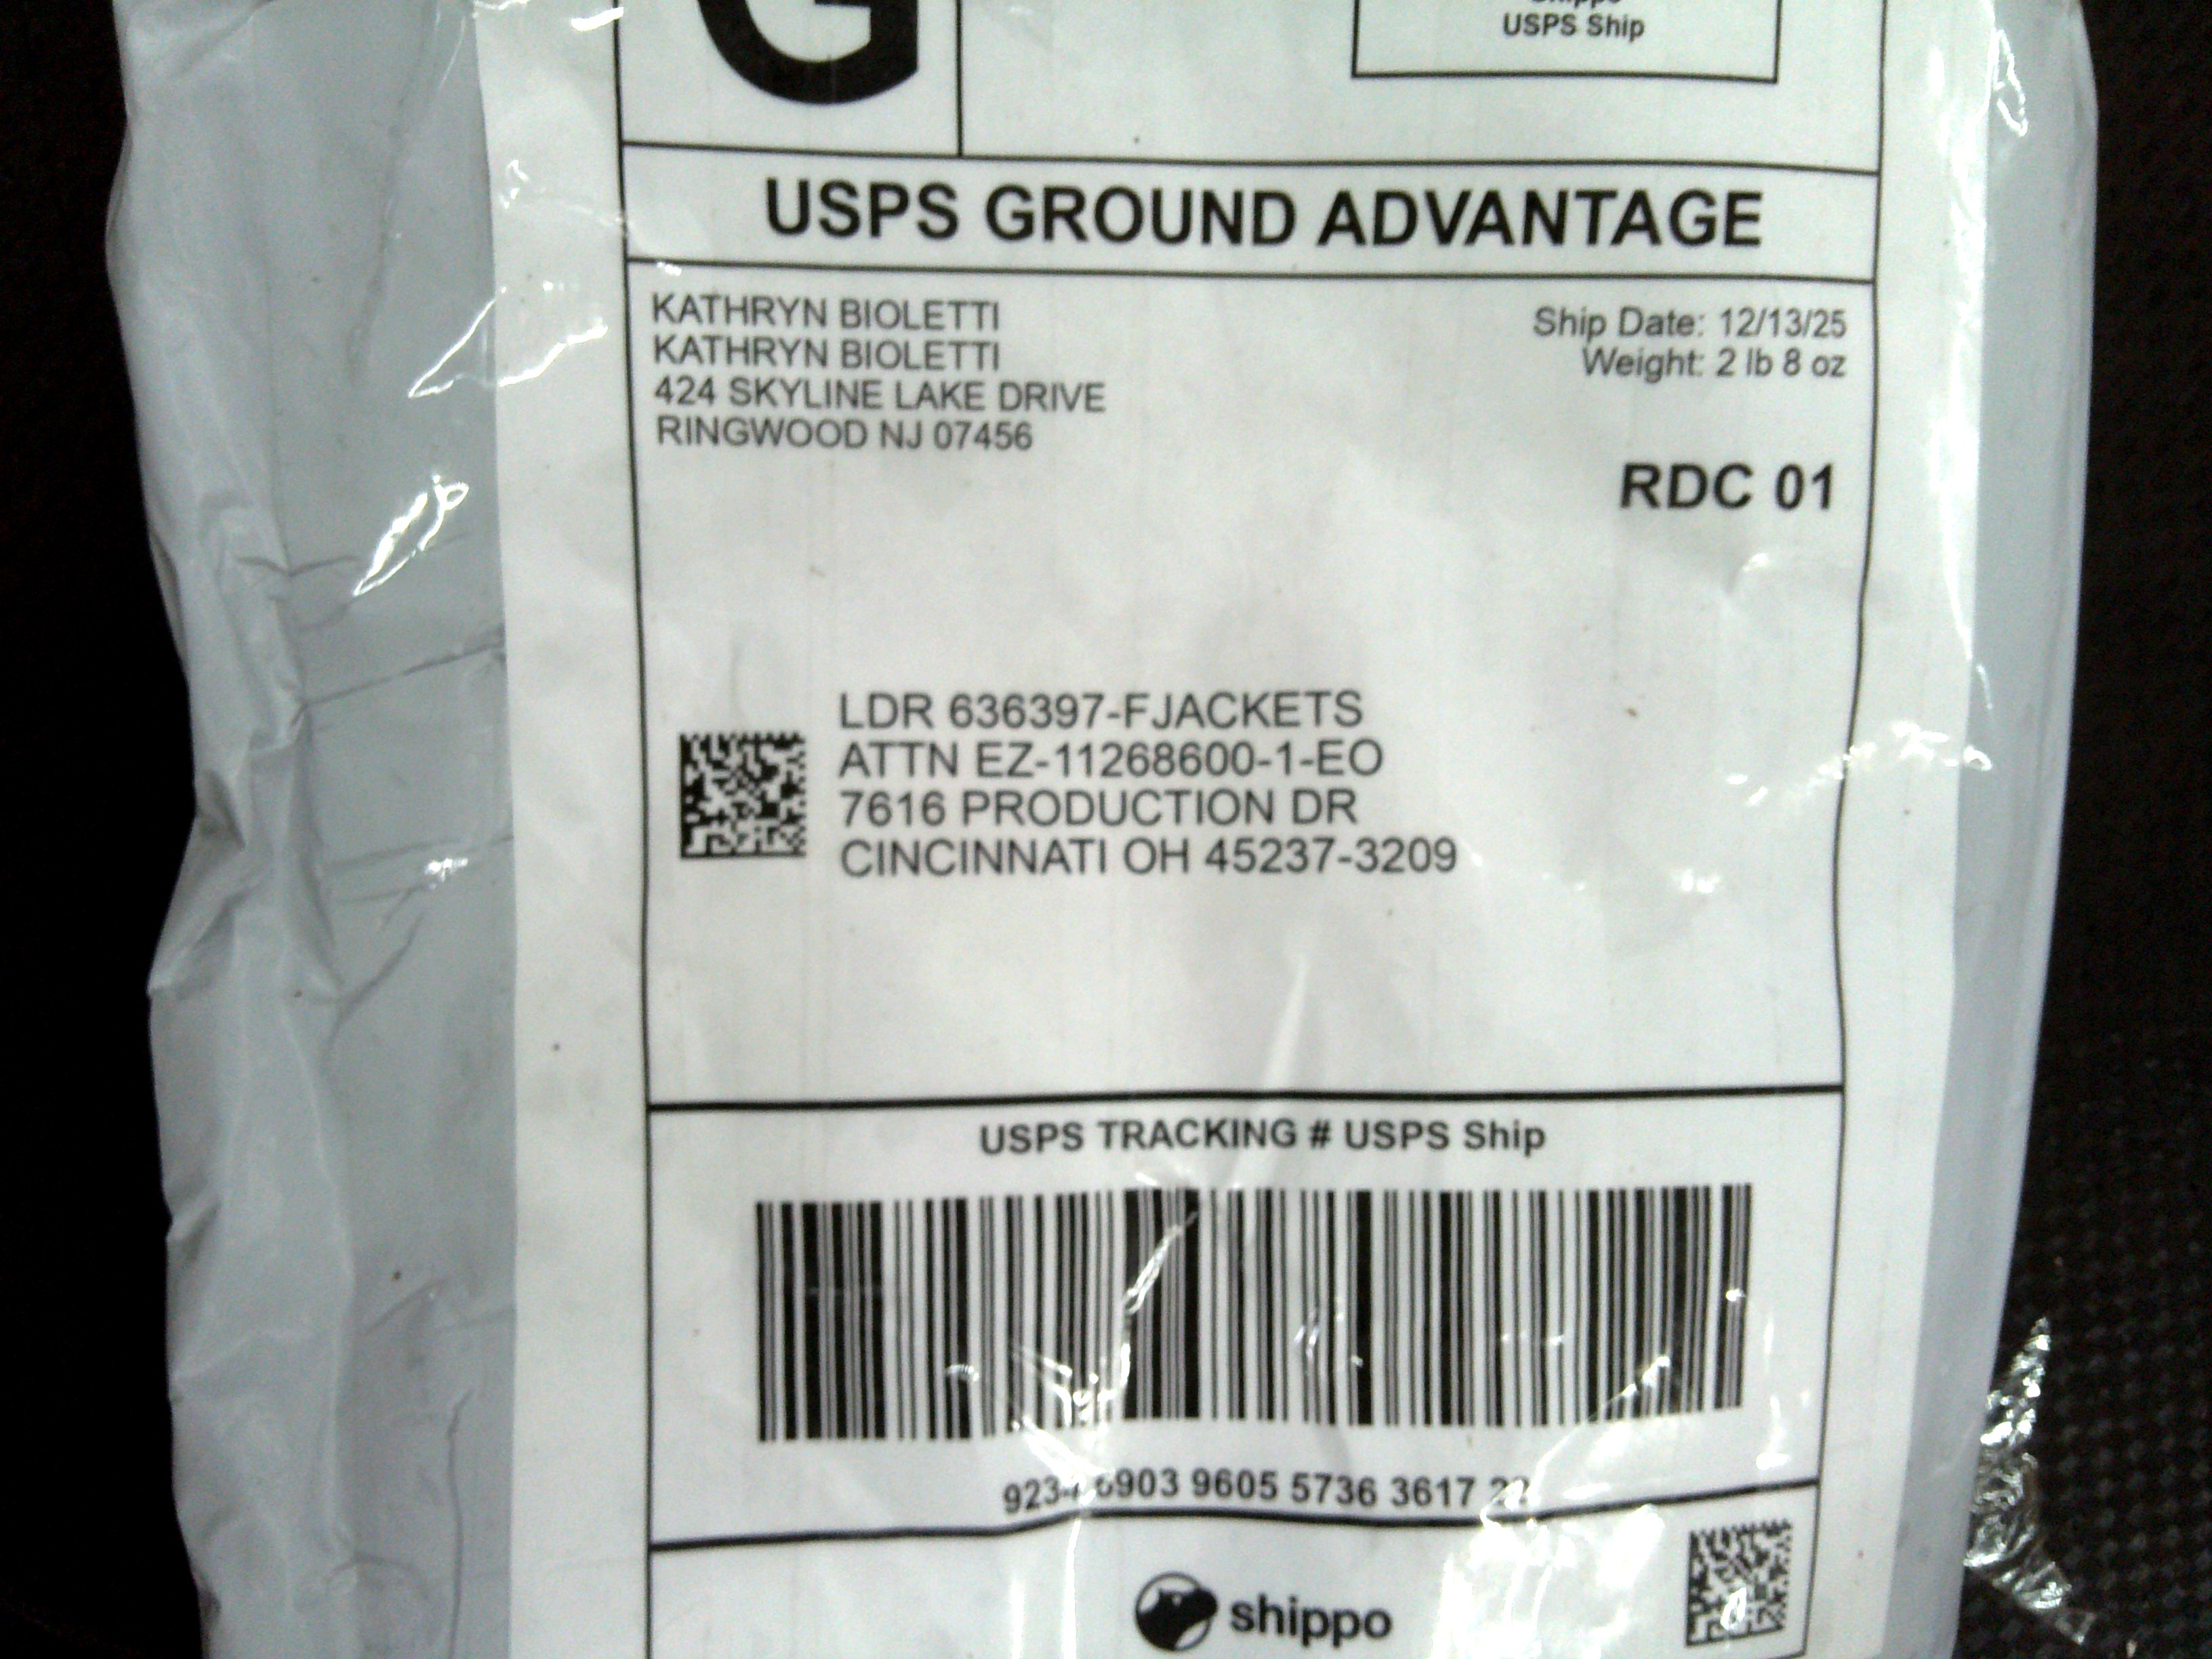 G
USPS Ship
USPS GROUND ADVANTAGE
KATHRYN BIOLETTI
KATHRYN BIOLETTI
424 SKYLINE LAKE DRIVE
RINGWOOD NJ 07456
Ship Date: 12/13/25
Weight: 2 lb 8 oz
RDC 01
LDR 636397-FJACKETS
ATTN EZ-11268600-1-EO
7616 PRODUCTION DR
CINCINNATI OH 45237-3209
USPS TRACKING # USPS Ship
9605 5736 3617
shippo